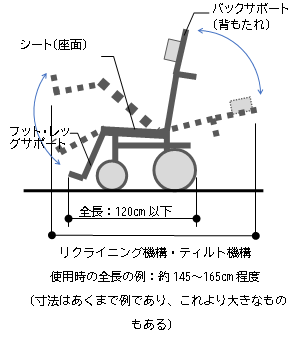 バックサポート
(背もたれ)
シート(座面)
フット・レッ
グサポート
全長：120cm 以下
リクライニング機構・ティルト機構
使用時の全長の例：約 145～165cm 程度
(寸法はあくまで例であり、これより大きなもの
もある)